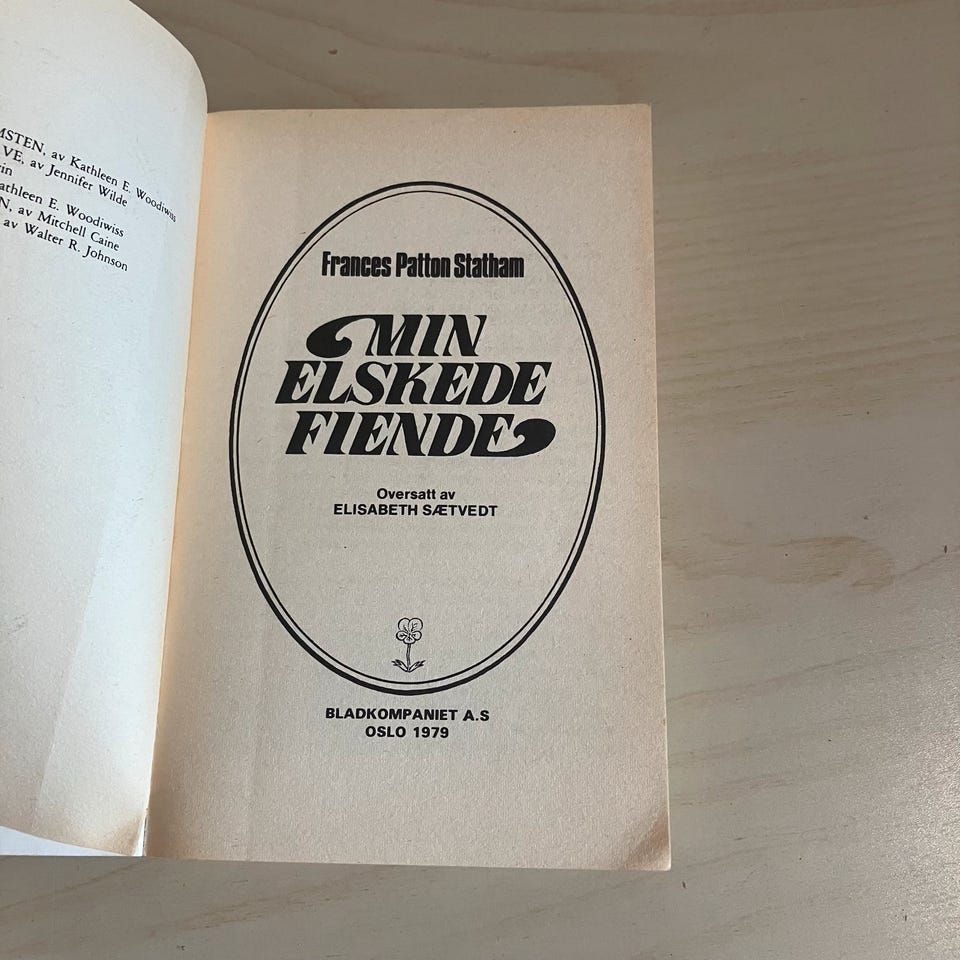 MSTEN, av Kathleen E. Woodiwiss
VE, av Jennifer Wilde
rin
athleen E. Woodiwiss
N, av Mitchell Caine
av Walter R. Johnson
Frances Patton Statham
MIN
ELSKEDE
FIENDE
Oversatt av
ELISABETH SÆTVEDT
BLADKOMPANIET A.S
OSLO 1979